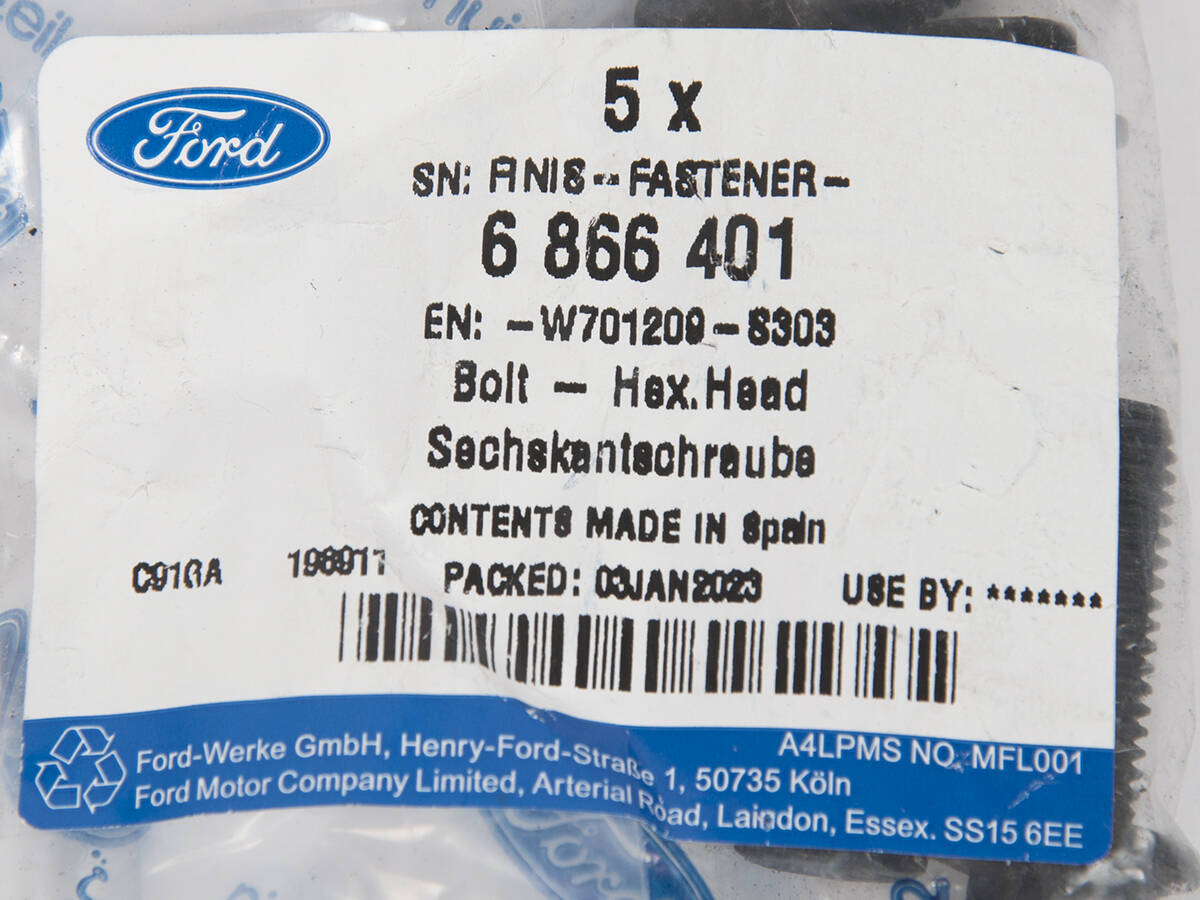 Ford
5 x
SN: FINIS--FASTENER-
6 866 401
EN: -W701209-S303
Bolt - Hex.Head
Sechskantschraube
CONTENTS MADE IN Spain
C916A 196911 PACKED: 03JAN2023 USE BY: *******
A4LPMS NO. MFL001
Ford-Werke GmbH, Henry-Ford-Straße 1, 50735 Köln
Ford Motor Company Limited, Arterial Road, Laindon, Essex. SS15 6EE